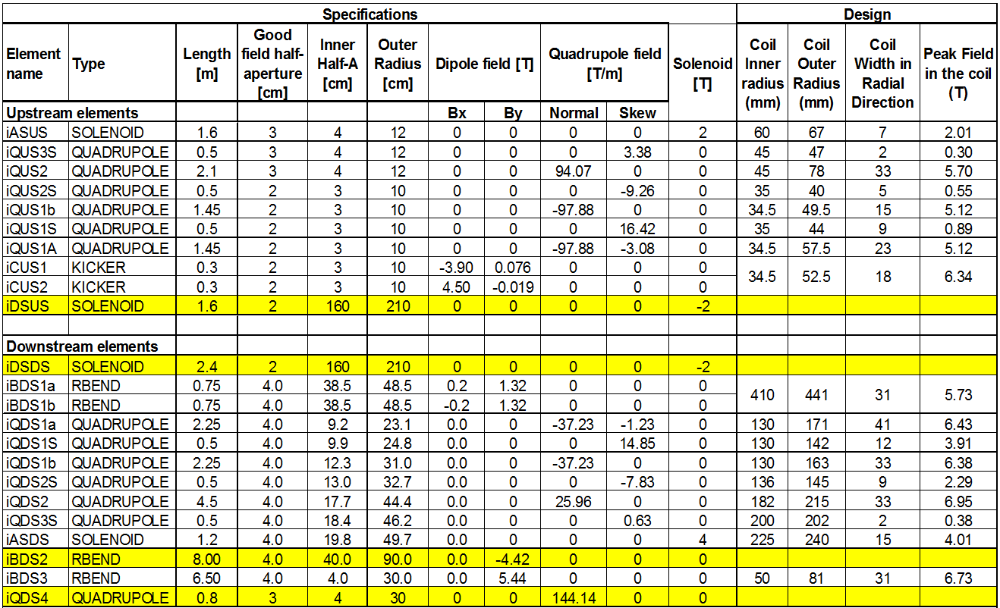 Specifications Design
Element name Type Length [m] Good field half-aperture [cm] Inner Half-A [cm] Outer Radius [cm] Dipole field [T] Quadrupole field [T/m] Solenoid [T] Coil Inner radius (mm) Coil Outer Radius (mm) Coil Width in Radial Direction Peak Field in the coil (T)
Upstream elements Bx By Normal Skew
iASUS SOLENOID 1.6 3 4 12 0 0 0 0 2 60 67 7 2.01
iQUS3S QUADRUPOLE 0.5 3 4 12 0 0 0 3.38 0 45 47 2 0.30
iQUS2 QUADRUPOLE 2.1 3 4 12 0 0 94.07 0 0 45 78 33 5.70
iQUS2S QUADRUPOLE 0.5 2 3 10 0 0 0 -9.26 0 35 40 5 0.55
iQUS1b QUADRUPOLE 1.45 2 3 10 0 0 -97.88 0 0 34.5 49.5 15 5.12
iQUS1S QUADRUPOLE 0.5 2 3 10 0 0 0 16.42 0 35 44 9 0.89
iQUS1A QUADRUPOLE 1.45 2 3 10 0 0 -97.88 -3.08 0 34.5 57.5 23 5.12
iCUS1 KICKER 0.3 2 3 10 -3.90 0.076 0 0 0 34.5 52.5 18 6.34
iCUS2 KICKER 0.3 2 3 10 4.50 -0.019 0 0 0
iDSUS SOLENOID 1.6 2 160 210 0 0 0 0 -2
Downstream elements
iDSDS SOLENOID 2.4 2 160 210 0 0 0 0 -2
iBDS1a RBEND 0.75 4.0 38.5 48.5 0.2 1.32 0 0 0 410 441 31 5.73
iBDS1b RBEND 0.75 4.0 38.5 48.5 -0.2 1.32 0 0 0
iQDS1a QUADRUPOLE 2.25 4.0 9.2 23.1 0.0 0 -37.23 -1.23 0 130 171 41 6.43
iQDS1S QUADRUPOLE 0.5 4.0 9.9 24.8 0.0 0 0 14.85 0 130 142 12 3.91
iQDS1b QUADRUPOLE 2.25 4.0 12.3 31.0 0.0 0 -37.23 0 0 130 163 33 6.38
iQDS2S QUADRUPOLE 0.5 4.0 13.0 32.7 0.0 0 0 -7.83 0 136 145 9 2.29
iQDS2 QUADRUPOLE 4.5 4.0 17.7 44.4 0.0 0 25.96 0 0 182 215 33 6.95
iQDS3S QUADRUPOLE 0.5 4.0 18.4 46.2 0.0 0 0 0.63 0 200 202 2 0.38
iASDS SOLENOID 1.2 4.0 19.8 49.7 0.0 0 0 0 4 225 240 15 4.01
iBDS2 RBEND 8.00 4.0 40.0 90.0 0.0 -4.42 0 0 0
iBDS3 RBEND 6.50 4.0 4.0 30.0 0.0 5.44 0 0 0 50 81 31 6.73
iQDS4 QUADRUPOLE 0.8 3 4 30 0 0 144.14 0 0